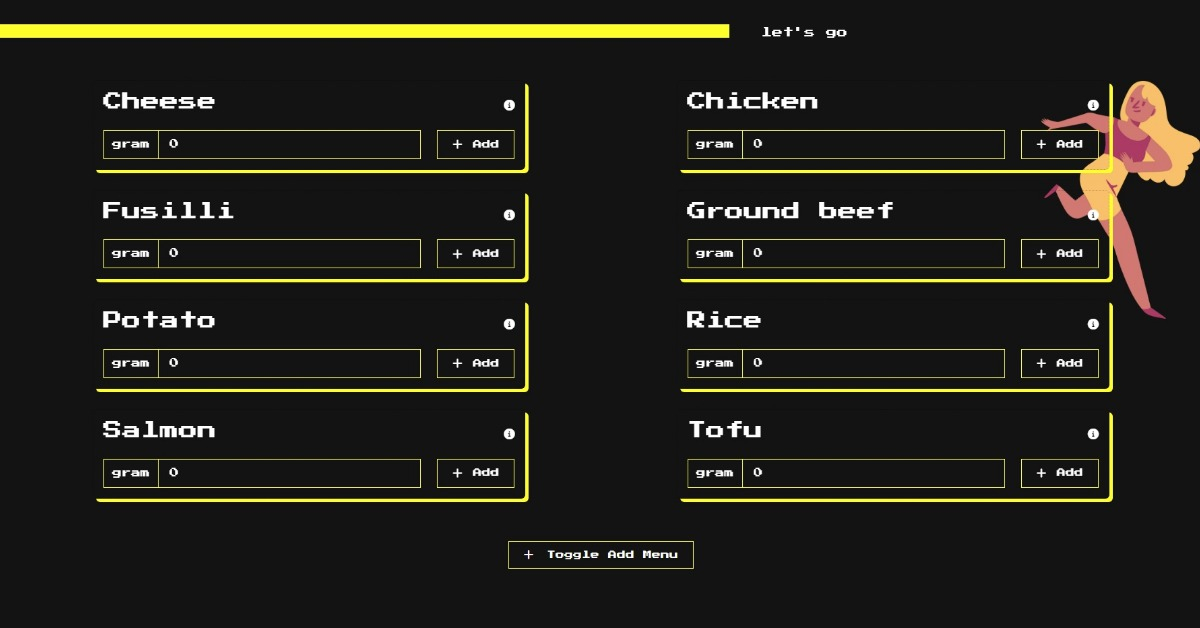 let's go
Cheese
gram 0 + Add
Chicken
gram 0 + Add
Fusilli
gram 0 + Add
Ground beef
gram 0 + Add
Potato
gram 0 + Add
Rice
gram 0 + Add
Salmon
gram 0 + Add
Tofu
gram 0 + Add
+ Toggle Add Menu